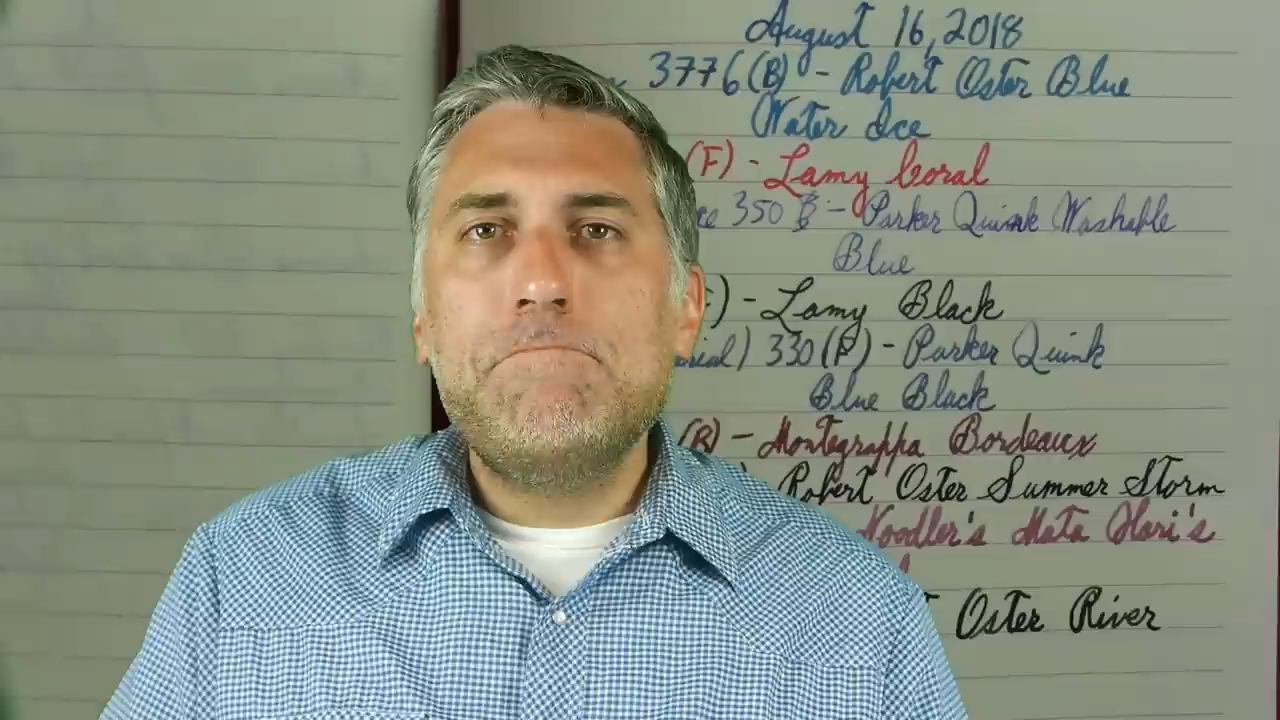 August 16, 2018
3776 (B) - Robert Oster Blue
Water Ice
(F) - Lamy Coral
350 B - Parker Quink Washable
Blue
) - Lamy Black
330 (F) - Parker Quink
Blue Black
(B) - Montegrappa Bordeaux
Robert Oster Summer Storm
Noodler's Mata Hari's
Oster River